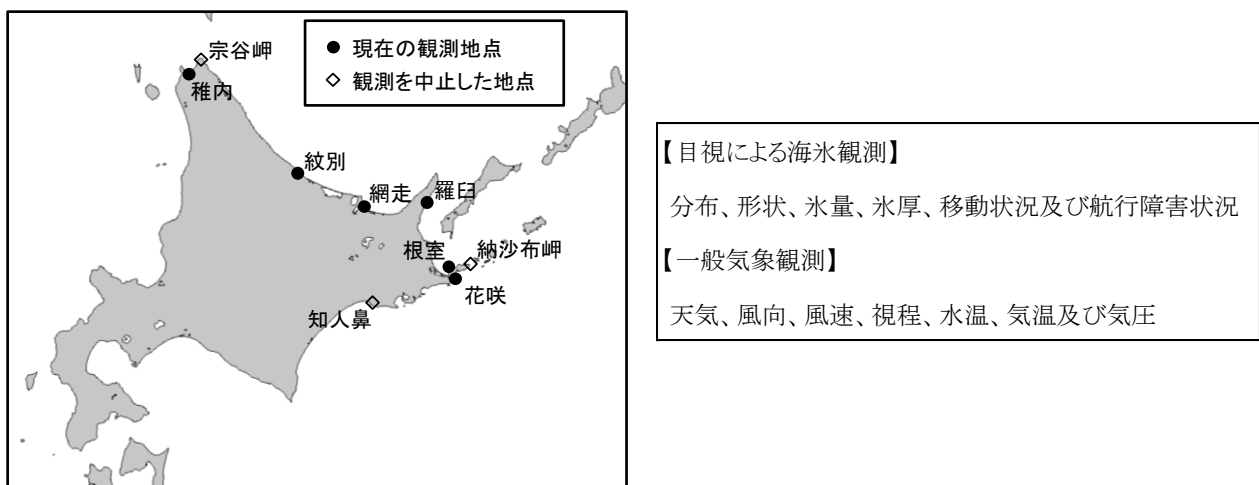 宗谷岬
● 現在の観測地点
◇ 観測を中止した地点
稚内
紋別
網走
羅臼
根室
納沙布岬
花咲
知人鼻
【目視による海氷観測】
分布、形状、氷量、氷厚、移動状況及び航行障害状況
【一般気象観測】
天気、風向、風速、視程、水温、気温及び気圧